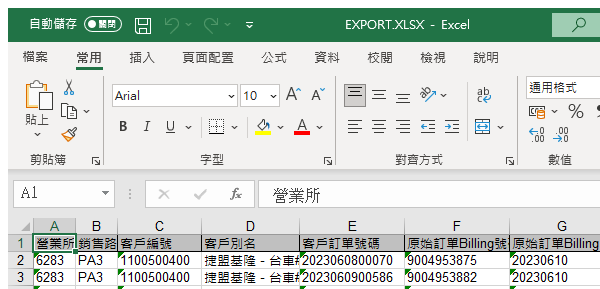 自動儲存 關閉 EXPORT.XLSX - Excel
檔案 常用 插入 頁面配置 公式 資料 校閱 檢視 說明
貼上 Arial 10 A A 通用格式
B I U A 中 %
剪貼簿 字型 對齊方式 數值
A1 fx 營業所
A B C D E F G
1 營業所 銷售路 客戶編號 客戶別名 客戶訂單號碼 原始訂單Billing號 原始訂單Billing
2 6283 PA3 1100500400 捷盟基隆 - 台車# 2023060800070 9004953875 20230610
3 6283 PA3 1100500400 捷盟基隆 - 台車# 2023060900586 9004953882 20230610